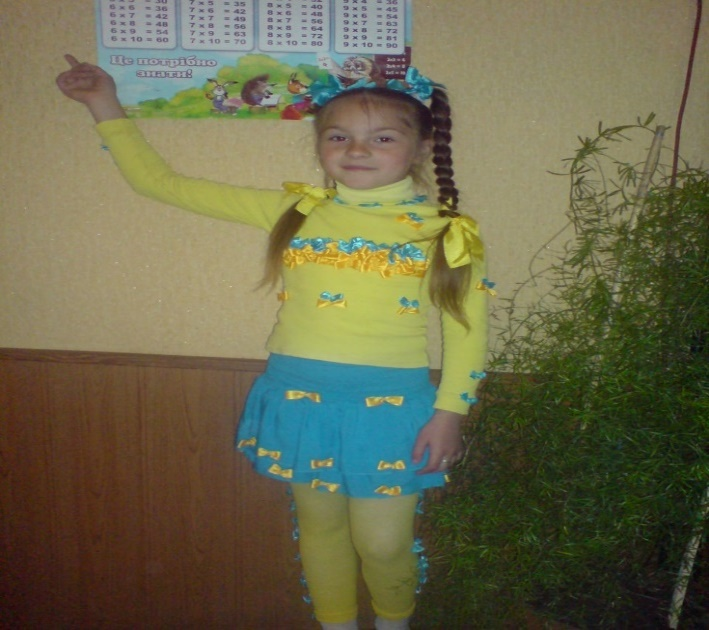 6 x 5 = 30 7 x 5 = 35 8 x 5 = 40 9 x 4 = 36
6 x 6 = 36 7 x 6 = 42 8 x 6 = 48 9 x 5 = 45
6 x 7 = 42 7 x 7 = 49 8 x 7 = 56 9 x 6 = 54
6 x 8 = 48 7 x 8 = 56 8 x 8 = 64 9 x 7 = 63
6 x 9 = 54 7 x 9 = 63 8 x 9 = 72 9 x 8 = 72
6 x 10 = 60 7 x 10 = 70 8 x 10 = 80 9 x 9 = 81
9 x 10 = 90
Це потрібно
знати!